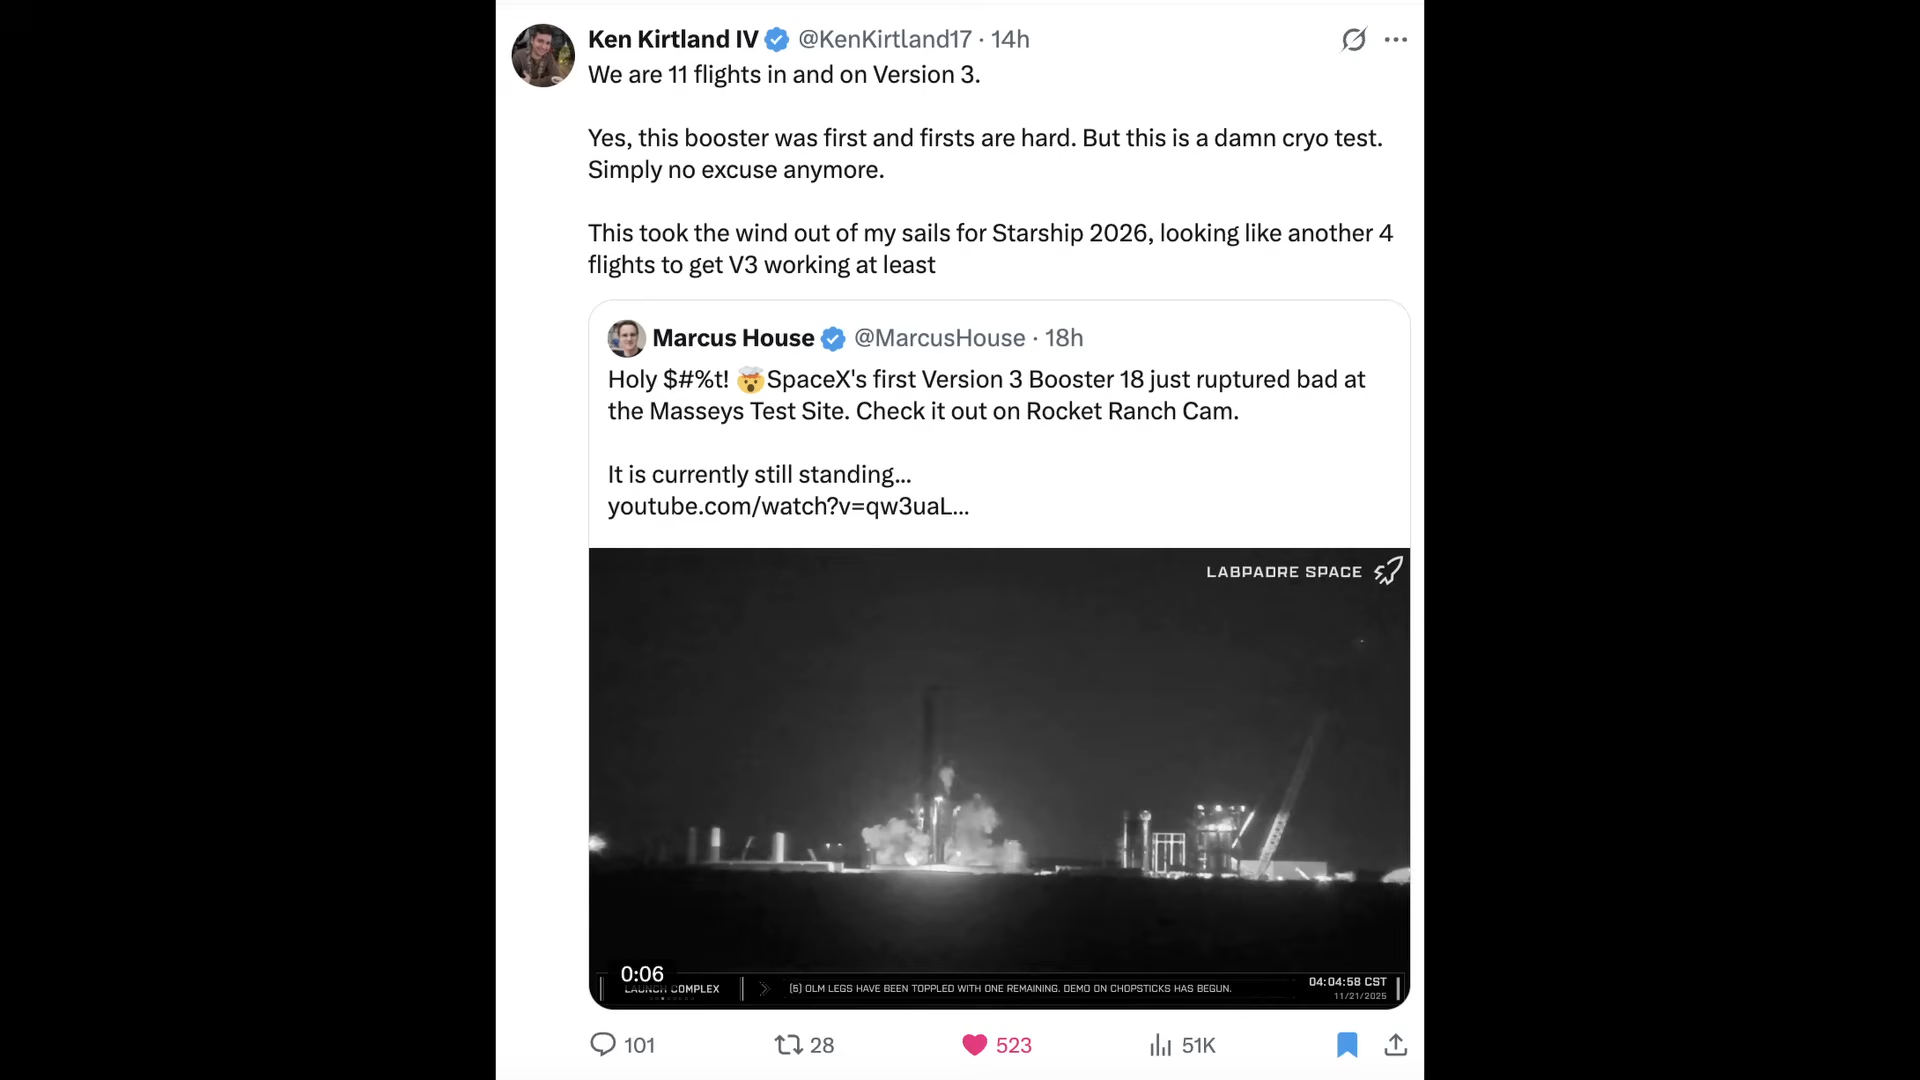 Ken Kirtland IV @KenKirtland17 · 14h
We are 11 flights in and on Version 3.
Yes, this booster was first and firsts are hard. But this is a damn cryo test.
Simply no excuse anymore.
This took the wind out of my sails for Starship 2026, looking like another 4
flights to get V3 working at least
Marcus House @MarcusHouse · 18h
Holy $#%t! 🤯SpaceX's first Version 3 Booster 18 just ruptured bad at
the Masseys Test Site. Check it out on Rocket Ranch Cam.
It is currently still standing...
youtube.com/watch?v=qw3uaL...
LABPADRE SPACE
0:06
LAUNCH COMPLEX
(5) OLM LEGS HAVE BEEN TOPPLED WITH ONE REMAINING. DEMO ON CHOPSTICKS HAS BEGUN.
04:04:58 CST
11/21/2025
101 28 523 51K